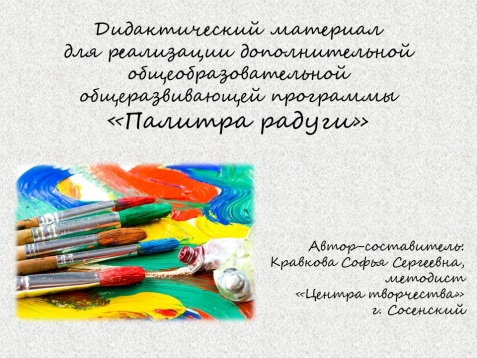 Дидактический материал
для реализации дополнительной
общеобразовательной
общеразвивающей программы
«Палитра радуги»
Автор-составитель:
Кравкова Софья Сергеевна,
методист
«Центра творчества»
г. Сосенский